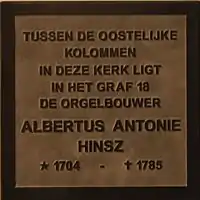 TUSSEN DE OOSTELIJKE
KOLOMMEN
IN DEZE KERK LIGT
IN HET GRAF 18
DE ORGELBOUWER
ALBERTUS ANTONIE
HINSZ
★ 1704 - ✝ 1785